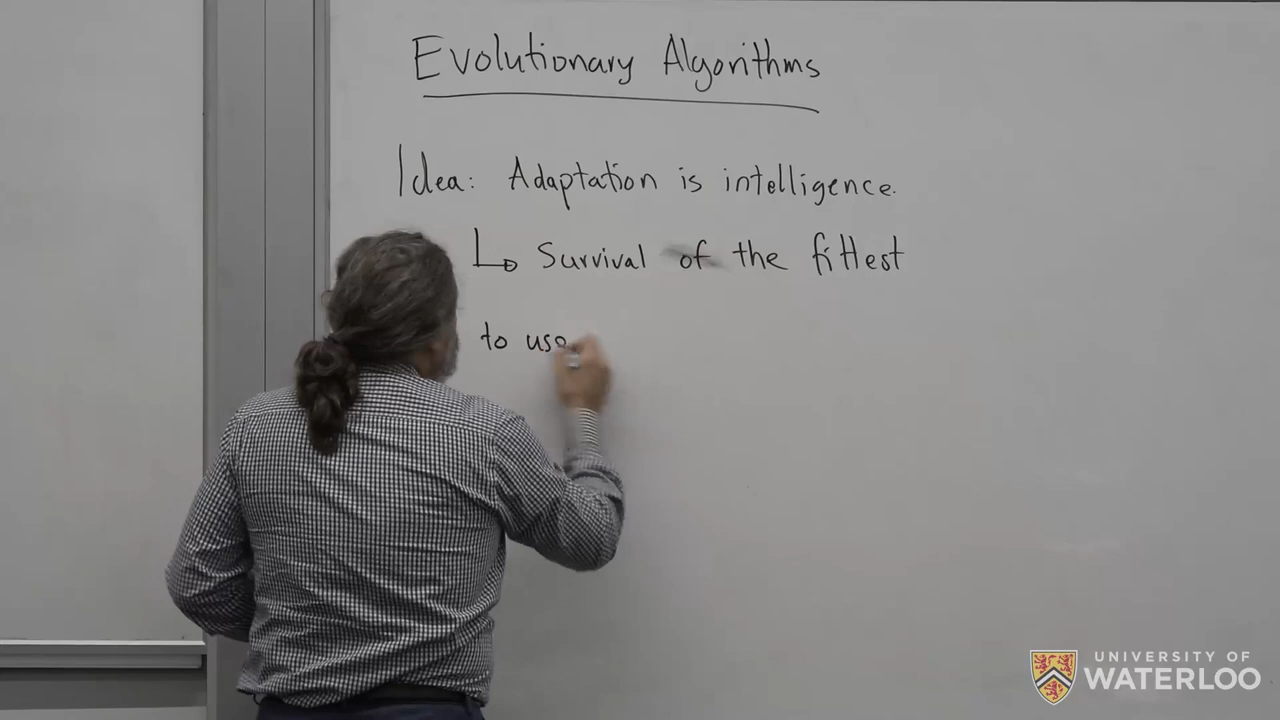 Evolutionary Algorithms
Idea: Adaptation is intelligence.
↳ Survival of the fittest
to use
UNIVERSITY OF
WATERLOO